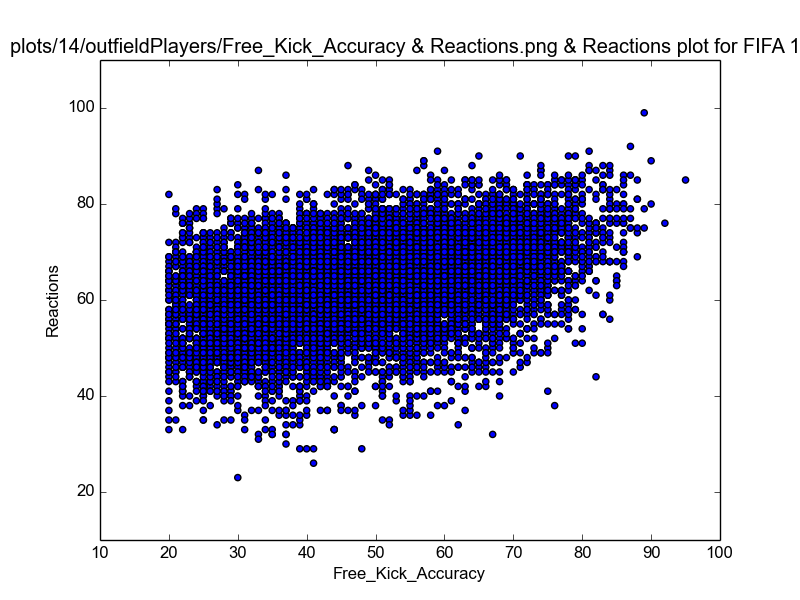 plots/14/outfieldPlayers/Free_Kick_Accuracy & Reactions.png & Reactions plot for FIFA 1
100
80
60
40
20
Reactions
10 20 30 40 50 60 70 80 90 100
Free_Kick_Accuracy